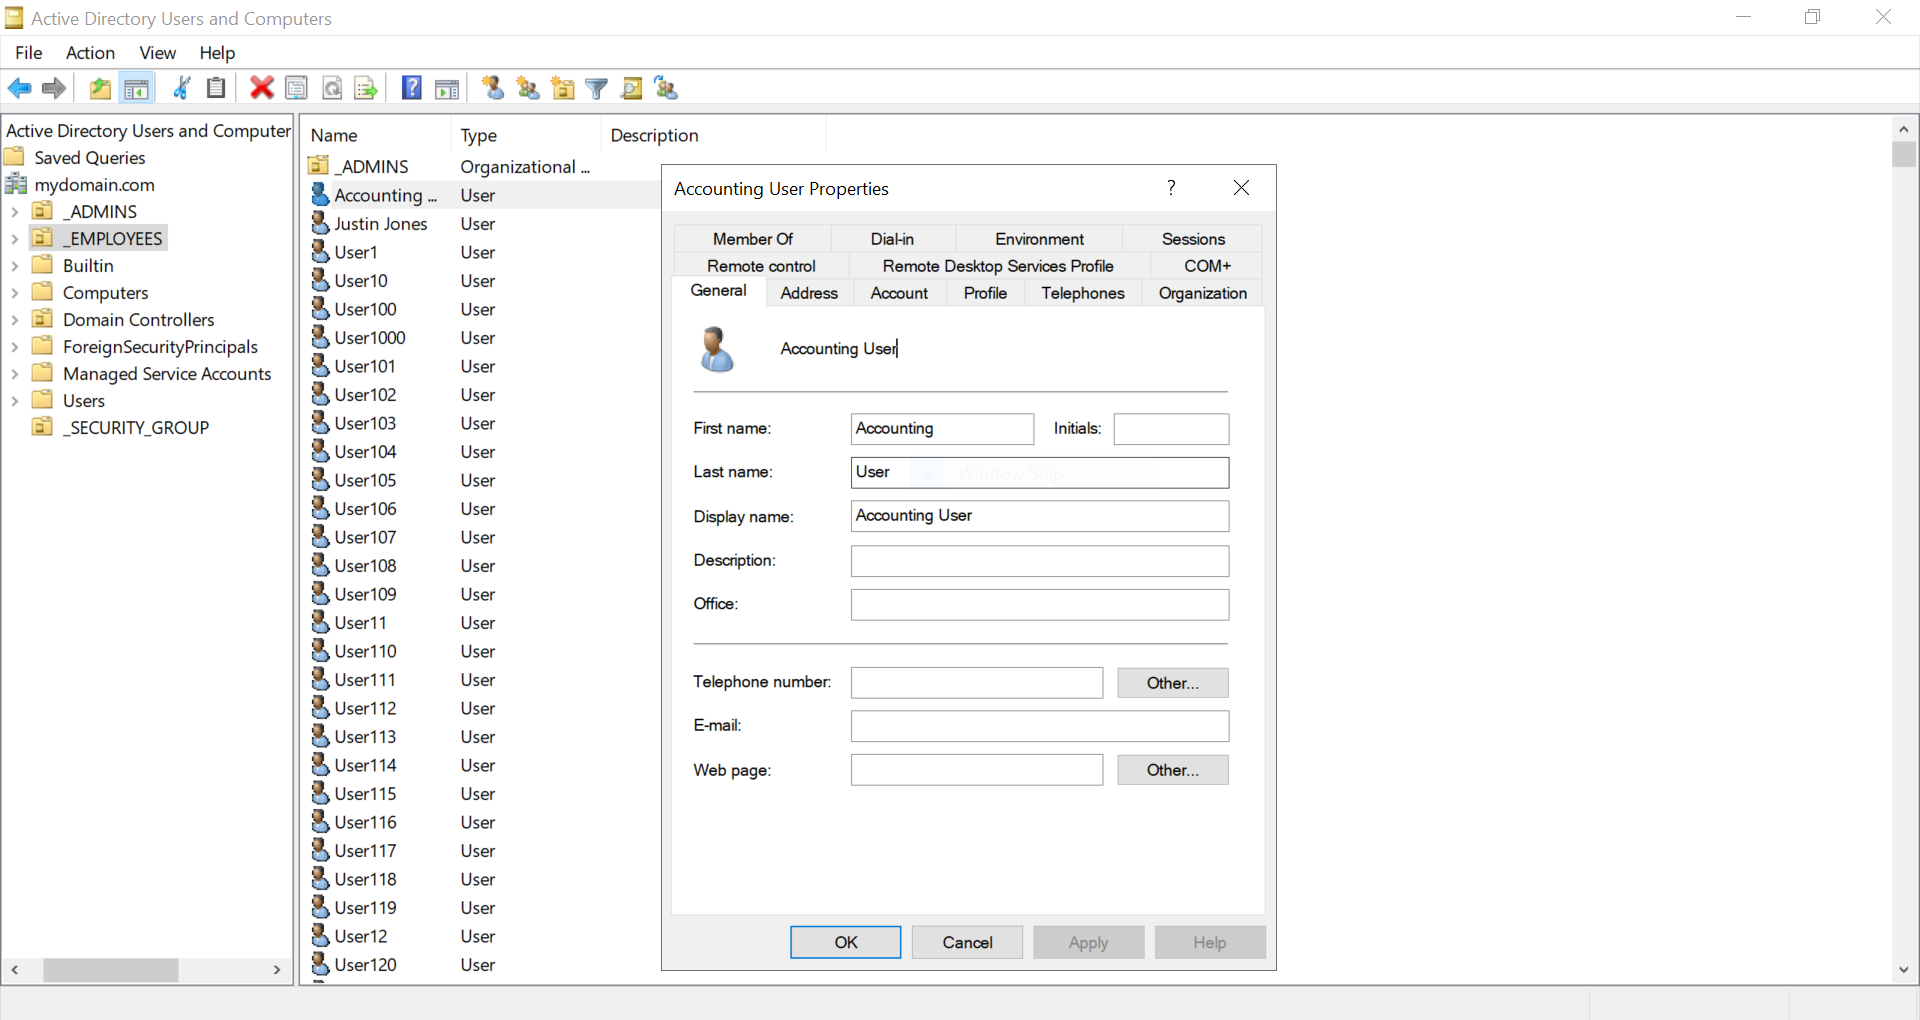 Active Directory Users and Computers
File Action View Help
Active Directory Users and Computer
Saved Queries
mydomain.com
_ADMINS
_EMPLOYEES
Builtin
Computers
Domain Controllers
ForeignSecurityPrincipals
Managed Service Accounts
Users
_SECURITY_GROUP
Name Type Description
_ADMINS Organizational ...
Accounting ... User
Justin Jones User
User1 User
User10 User
User100 User
User1000 User
User101 User
User102 User
User103 User
User104 User
User105 User
User106 User
User107 User
User108 User
User109 User
User11 User
User110 User
User111 User
User112 User
User113 User
User114 User
User115 User
User116 User
User117 User
User118 User
User119 User
User12 User
User120 User
Accounting User Properties ?
Member Of Dial-in Environment Sessions
Remote control Remote Desktop Services Profile COM+
General Address Account Profile Telephones Organization
Accounting User
First name: Accounting Initials:
Last name: User Window Snip
Display name: Accounting User
Description:
Office:
Telephone number: Other...
E-mail:
Web page: Other...
OK Cancel Apply Help